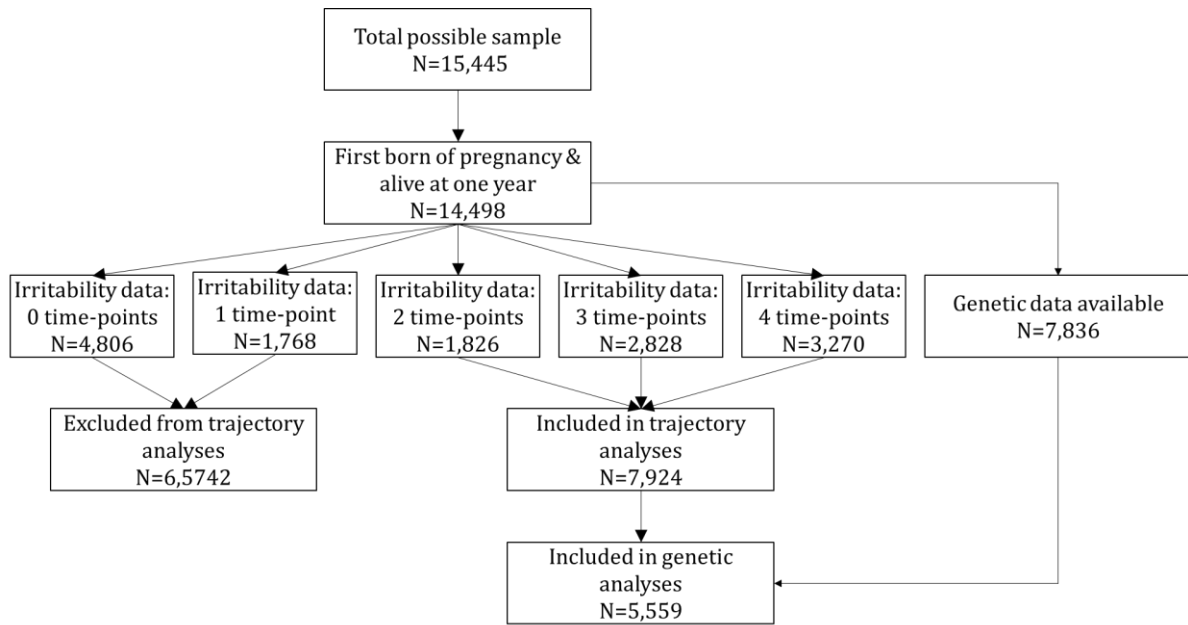 Total possible sample
N=15,445
First born of pregnancy &
alive at one year
N=14,498
Irritability data:
0 time-points
N=4,806
Irritability data:
1 time-point
N=1,768
Irritability data:
2 time-points
N=1,826
Irritability data:
3 time-points
N=2,828
Irritability data:
4 time-points
N=3,270
Genetic data available
N=7,836
Excluded from trajectory
analyses
N=6,5742
Included in trajectory
analyses
N=7,924
Included in genetic
analyses
N=5,559